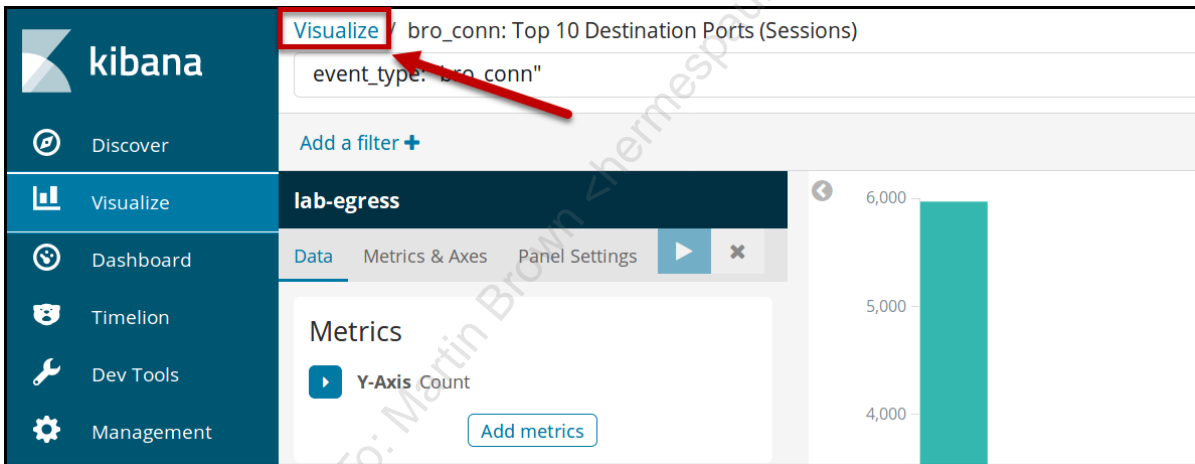 kibana
Discover
Visualize
Dashboard
Timelion
Dev Tools
Management
Visualize / bro_conn: Top 10 Destination Ports (Sessions)
event_type: "bro_conn"
Add a filter +
lab-egress
Data Metrics & Axes Panel Settings
Metrics
Y-Axis Count
Add metrics
6,000
5,000
4,000
To: Martin Brown <hermespau